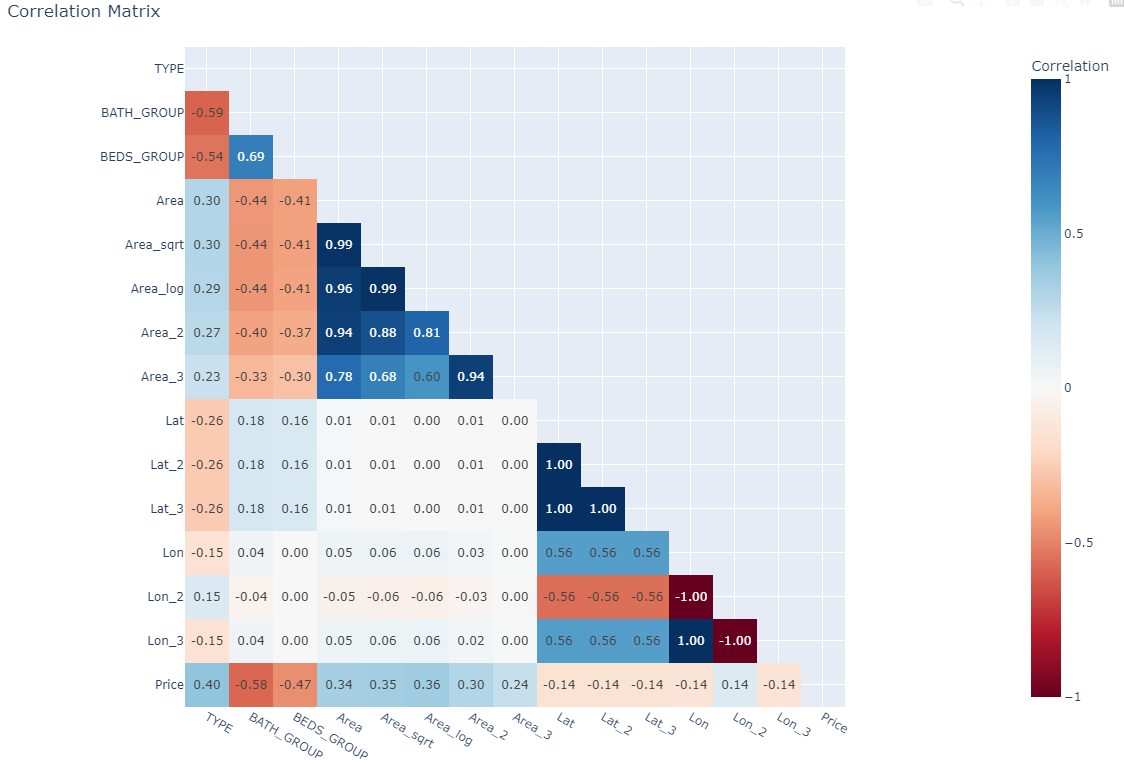 Correlation Matrix
Correlation
TYPE
BATH_GROUP -0.59
BEDS_GROUP -0.54 0.69
Area 0.30 -0.44 -0.41
Area_sqrt 0.30 -0.44 -0.41 0.99
Area_log 0.29 -0.44 -0.41 0.96 0.99
Area_2 0.27 -0.40 -0.37 0.94 0.88 0.81
Area_3 0.23 -0.33 -0.30 0.78 0.68 0.60 0.94
Lat -0.26 0.18 0.16 0.01 0.01 0.00 0.01 0.00
Lat_2 -0.26 0.18 0.16 0.01 0.01 0.00 0.01 0.00 1.00
Lat_3 -0.26 0.18 0.16 0.01 0.01 0.00 0.01 0.00 1.00 1.00
Lon -0.15 0.04 0.00 0.05 0.06 0.06 0.03 0.00 0.56 0.56 0.56
Lon_2 0.15 -0.04 0.00 -0.05 -0.06 -0.06 -0.03 0.00 -0.56 -0.56 -0.56 -1.00
Lon_3 -0.15 0.04 0.00 0.05 0.06 0.06 0.02 0.00 0.56 0.56 0.56 1.00 -1.00
Price 0.40 -0.58 -0.47 0.34 0.35 0.36 0.30 0.24 -0.14 -0.14 -0.14 -0.14 0.14 -0.14
TYPE BATH_GROUP BEDS_GROUP Area Area_sqrt Area_log Area_2 Area_3 Lat Lat_2 Lat_3 Lon Lon_2 Lon_3 Price
1
0.5
0
−0.5
−1